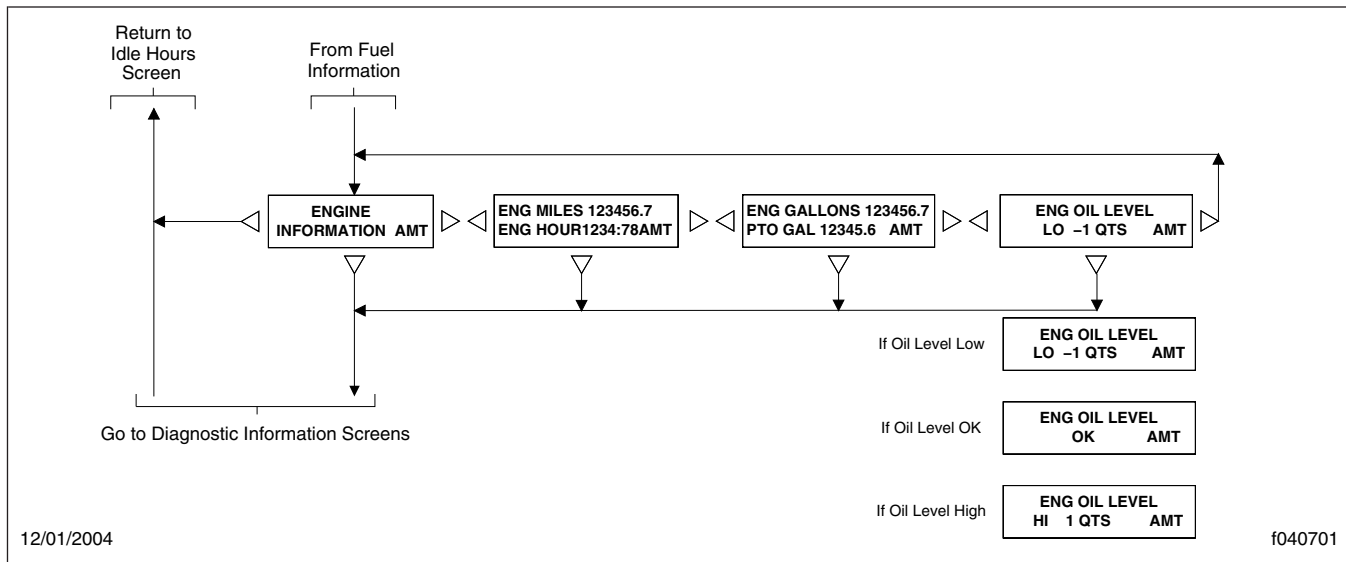 Return to
Idle Hours
Screen
From Fuel
Information
ENGINE
INFORMATION AMT
ENG MILES 123456.7
ENG HOUR1234:78AMT
ENG GALLONS 123456.7
PTO GAL 12345.6 AMT
ENG OIL LEVEL
LO –1 QTS AMT
If Oil Level Low
ENG OIL LEVEL
LO –1 QTS AMT
Go to Diagnostic Information Screens
If Oil Level OK
ENG OIL LEVEL
OK AMT
If Oil Level High
ENG OIL LEVEL
HI 1 QTS AMT
12/01/2004
f040701